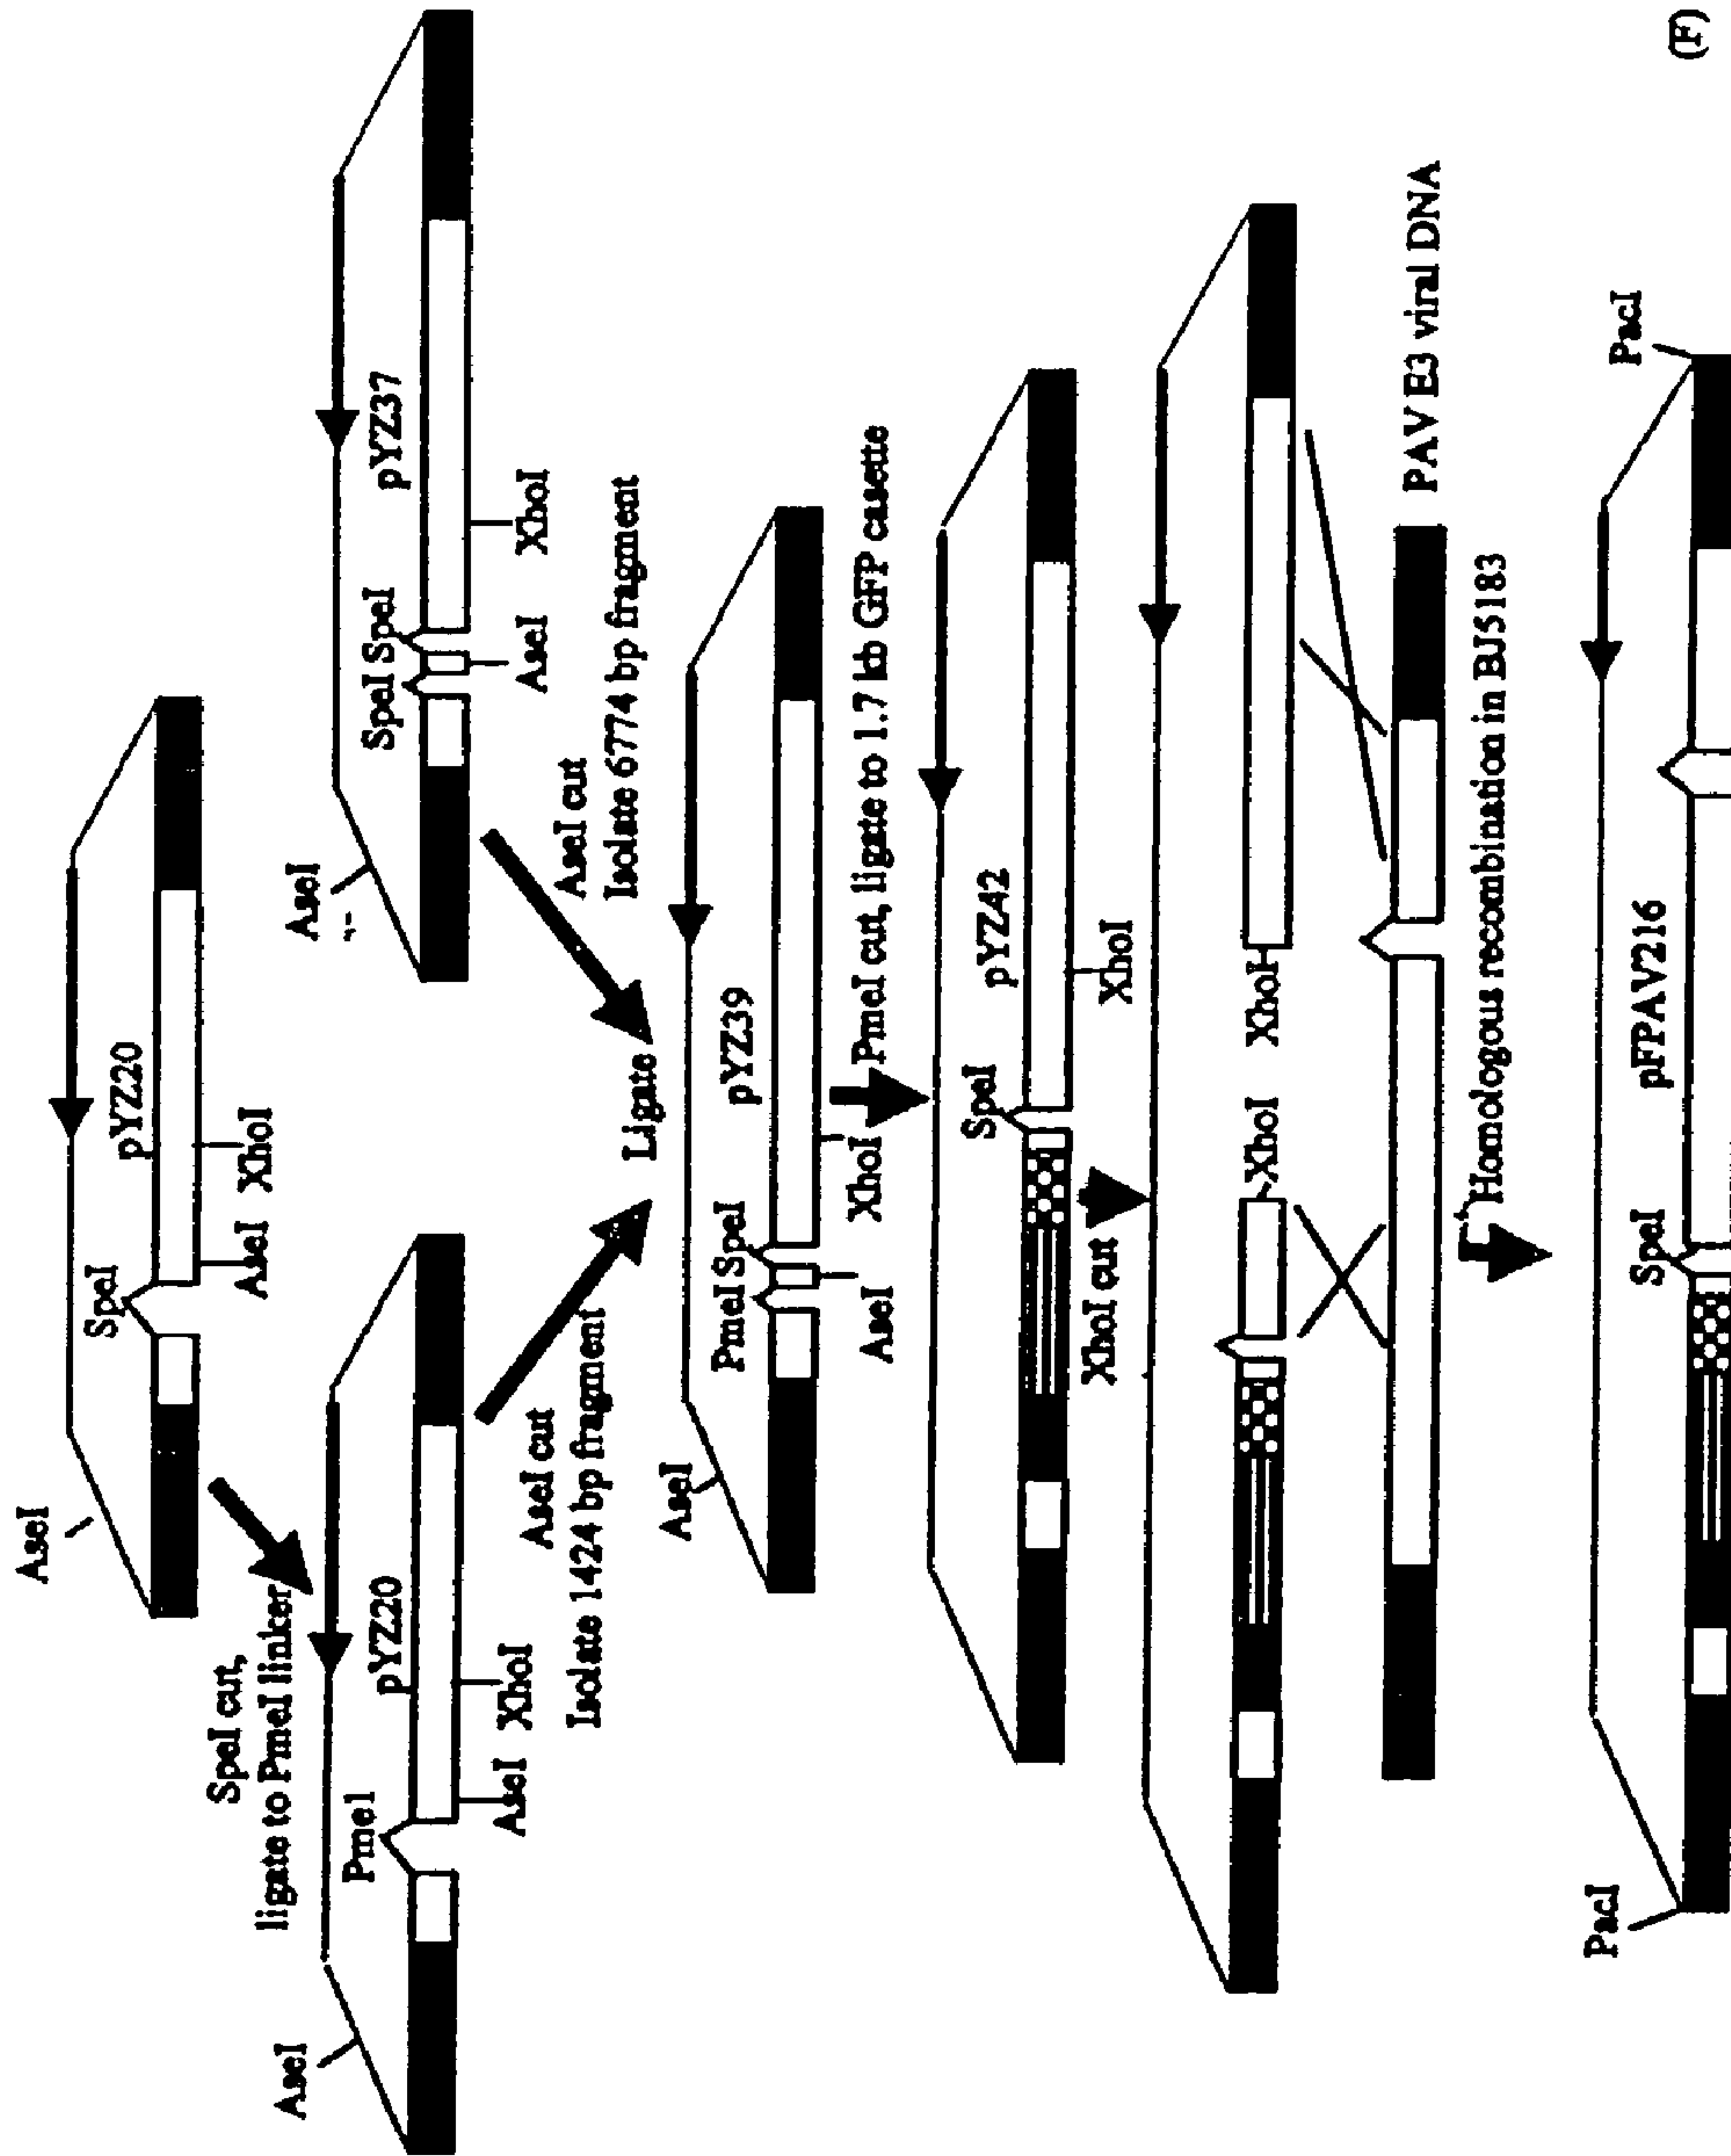 AseI
SpeI
pYZ20
AseI XhoI
SpeI cut,
ligate to PmeI linker
AseI
PmeI
pYZ20
AseI XhoI
AseI
SpeI SpeI
pYZ37
AseI
XhoI
AseI cut
Isolate 1424 bp fragment
Ligate
AseI cut
Isolate 6774 bp fragment
AseI
PmeI SpeI
pYZ39
AseI
XhoI
PmeI cut, ligate to 1.7 kb GFP casette
SpeI
pYZ42
XhoI
XhoI cut
XhoI
XhoI
PAV E3 viral DNA
Homologous recombination in BJ5183
PacI
SpeI
pFPAV216
PacI
(F)